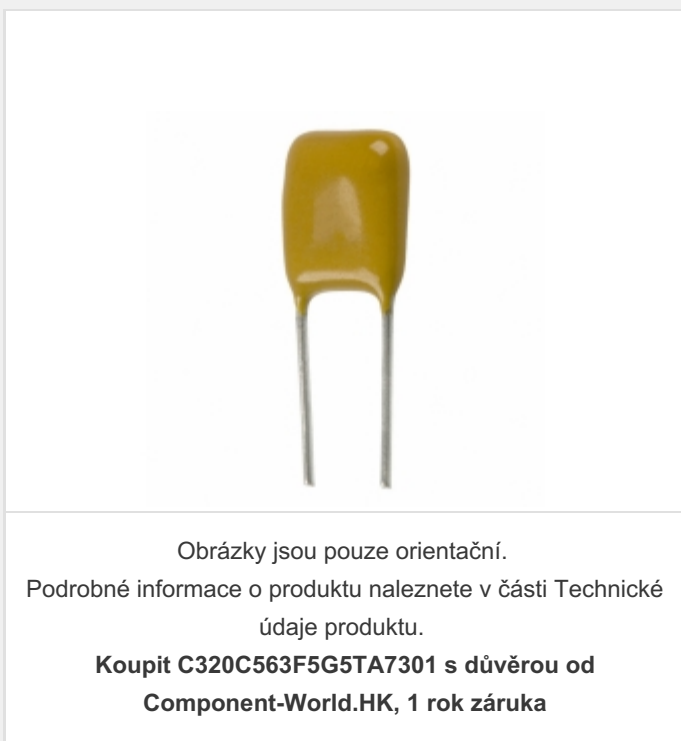 Obrázky jsou pouze orientační.
Podrobné informace o produktu naleznete v části Technické
údaje produktu.
Koupit C320C563F5G5TA7301 s důvěrou od
Component-World.HK, 1 rok záruka